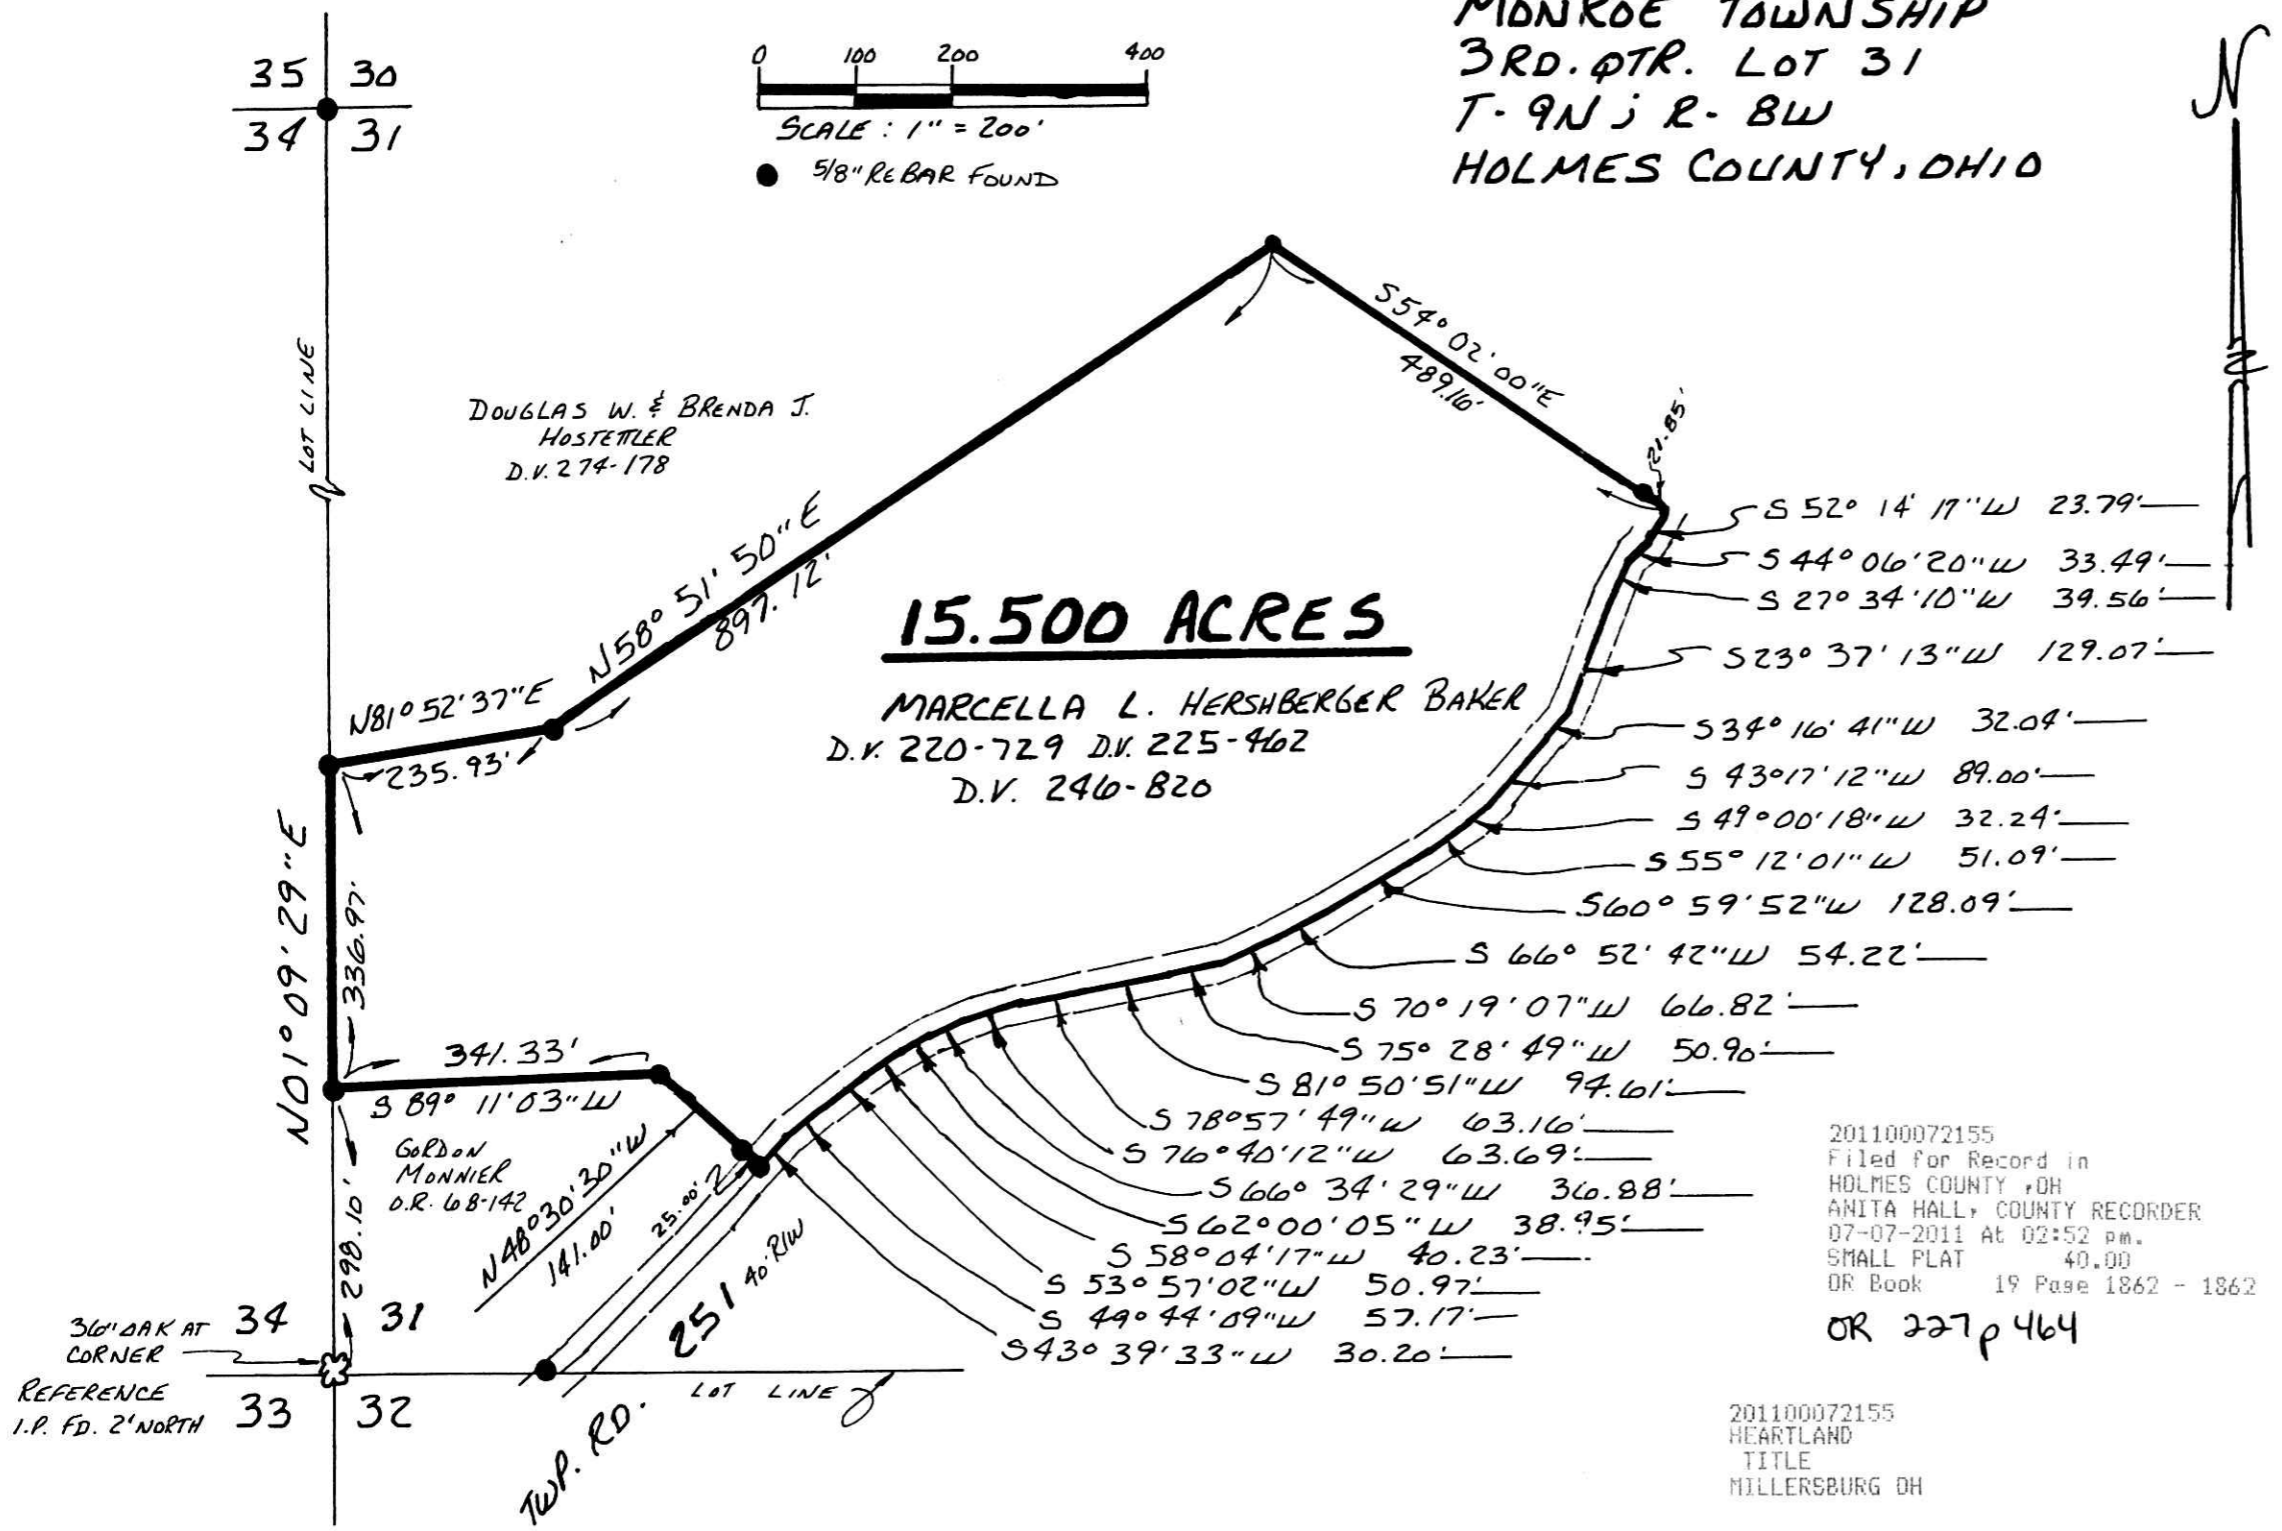 MONROE TOWNSHIP
3RD. QTR. LOT 31
T-9N; R-8W
HOLMES COUNTY, OHIO
N
35 30
34 31
0 100 200 400
SCALE : 1" = 200'
5/8" REBAR FOUND
LOT LINE
DOUGLAS W. & BRENDA J.
HOSTETTLER
D.V. 274-178
S54° 02' 00"E
489.16'
21.85'
N58° 51' 50" E
897.12'
N81° 52' 37"E
235.93'
15.500 ACRES
MARCELLA L. HERSHBERGER BAKER
D.V. 220-729 D.V. 225-462
D.V. 246-820
S 52° 14' 17"W 23.79'
S 44° 06' 20"W 33.49'
S 27° 34' 10"W 39.56'
S23° 37' 13"W 129.07'
S34° 16' 41"W 32.04'
S 43° 17' 12"W 89.00'
S 49° 00' 18"W 32.24'
S 55° 12' 01"W 51.09'
S60° 59' 52"W 128.09'
S 66° 52' 42"W 54.22'
S 70° 19' 07"W 66.82'
S 75° 28' 49"W 50.90'
S 81° 50' 51"W 94.61'
S 78° 57' 49"W 63.16'
S 76° 40' 12"W 63.69'
S 66° 34' 29"W 36.88'
S 62° 00' 05"W 38.95'
S 58° 04' 17"W 40.23'
S 53° 57' 02"W 50.97'
S 49° 44' 09"W 57.17'
S43° 39' 33"W 30.20'
N01° 09' 29"E
336.97'
341.33'
S 89° 11' 03"W
GORDON
MONNIER
O.R. 68-142
N48° 30' 30"W
141.00'
25.00'
298.10'
TWP. RD. 251 40' R/W
34 31
36" OAK AT
CORNER
REFERENCE
I.P. FD. 2' NORTH
33 32
LOT LINE
201100072155
Filed for Record in
HOLMES COUNTY, OH
ANITA HALL, COUNTY RECORDER
07-07-2011 At 02:52 pm.
SMALL PLAT 40.00
OR Book 19 Page 1862 - 1862
OR 227 p 464
201100072155
HEARTLAND
TITLE
MILLERSBURG OH